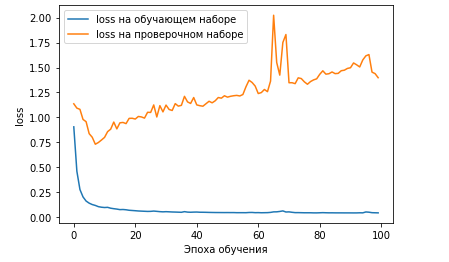 loss на обучающем наборе
loss на проверочном наборе
2.00
1.75
1.50
1.25
1.00
0.75
0.50
0.25
0.00
loss
0 20 40 60 80 100
Эпоха обучения